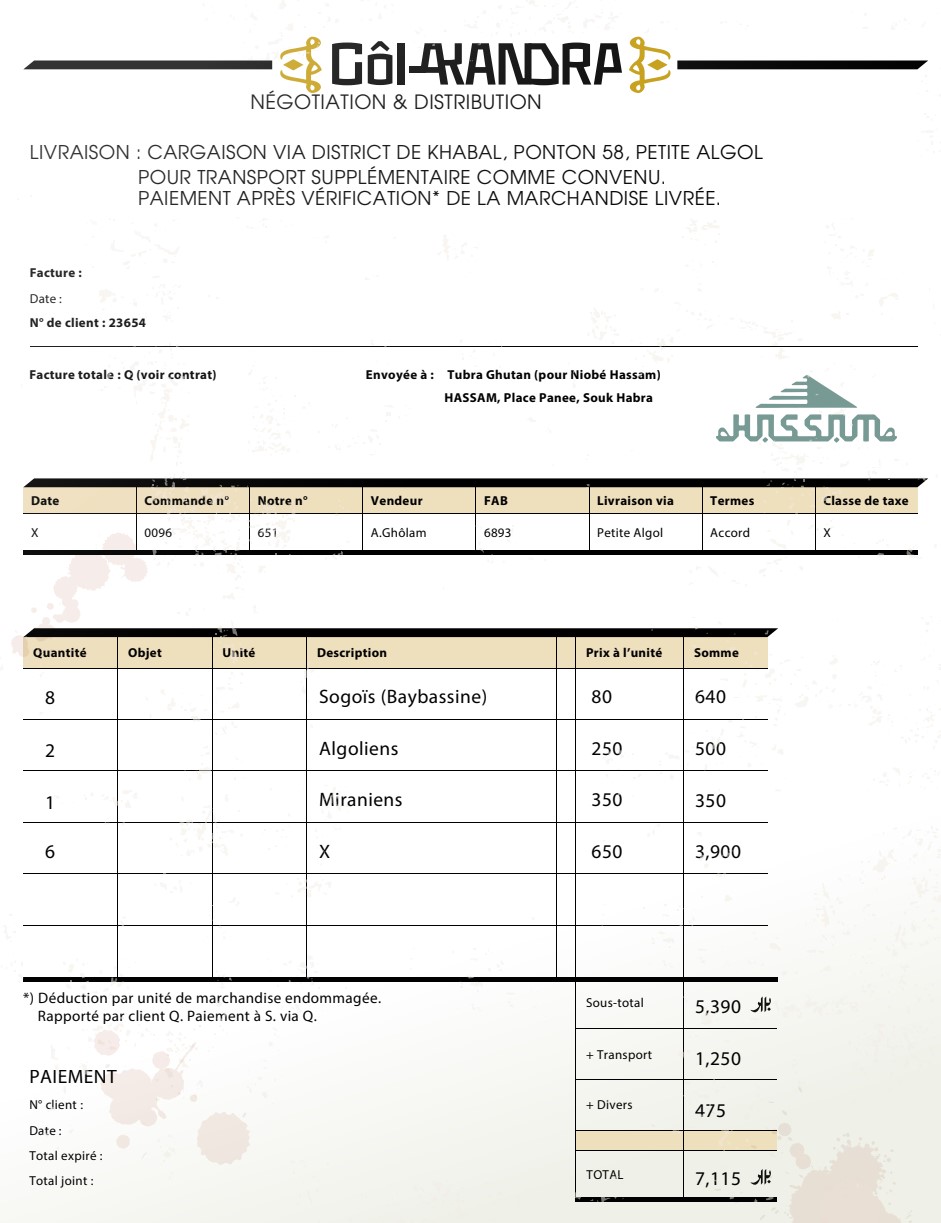 CôlAKANDRA
NÉGOTIATION & DISTRIBUTION
LIVRAISON : CARGAISON VIA DISTRICT DE KHABAL, PONTON 58, PETITE ALGOL
POUR TRANSPORT SUPPLÉMENTAIRE COMME CONVENU.
PAIEMENT APRÈS VÉRIFICATION* DE LA MARCHANDISE LIVRÉE.
Facture :
Date :
N° de client : 23654
Facture totale : Q (voir contrat) Envoyée à : Tubra Ghutan (pour Niobé Hassam)
HASSAM, Place Panee, Souk Habra
HASSAM
Date Commande n° Notre n° Vendeur FAB Livraison via Termes Classe de taxe
X 0096 651 A.Ghôlam 6893 Petite Algol Accord X
Quantité Objet Unité Description Prix à l'unité Somme
8 Sogoïs (Baybassine) 80 640
2 Algoliens 250 500
1 Miraniens 350 350
6 X 650 3,900
*) Déduction par unité de marchandise endommagée.
Rapporté par client Q. Paiement à S. via Q.
Sous-total 5,390
+ Transport 1,250
+ Divers 475
TOTAL 7,115
PAIEMENT
N° client :
Date :
Total expiré :
Total joint :